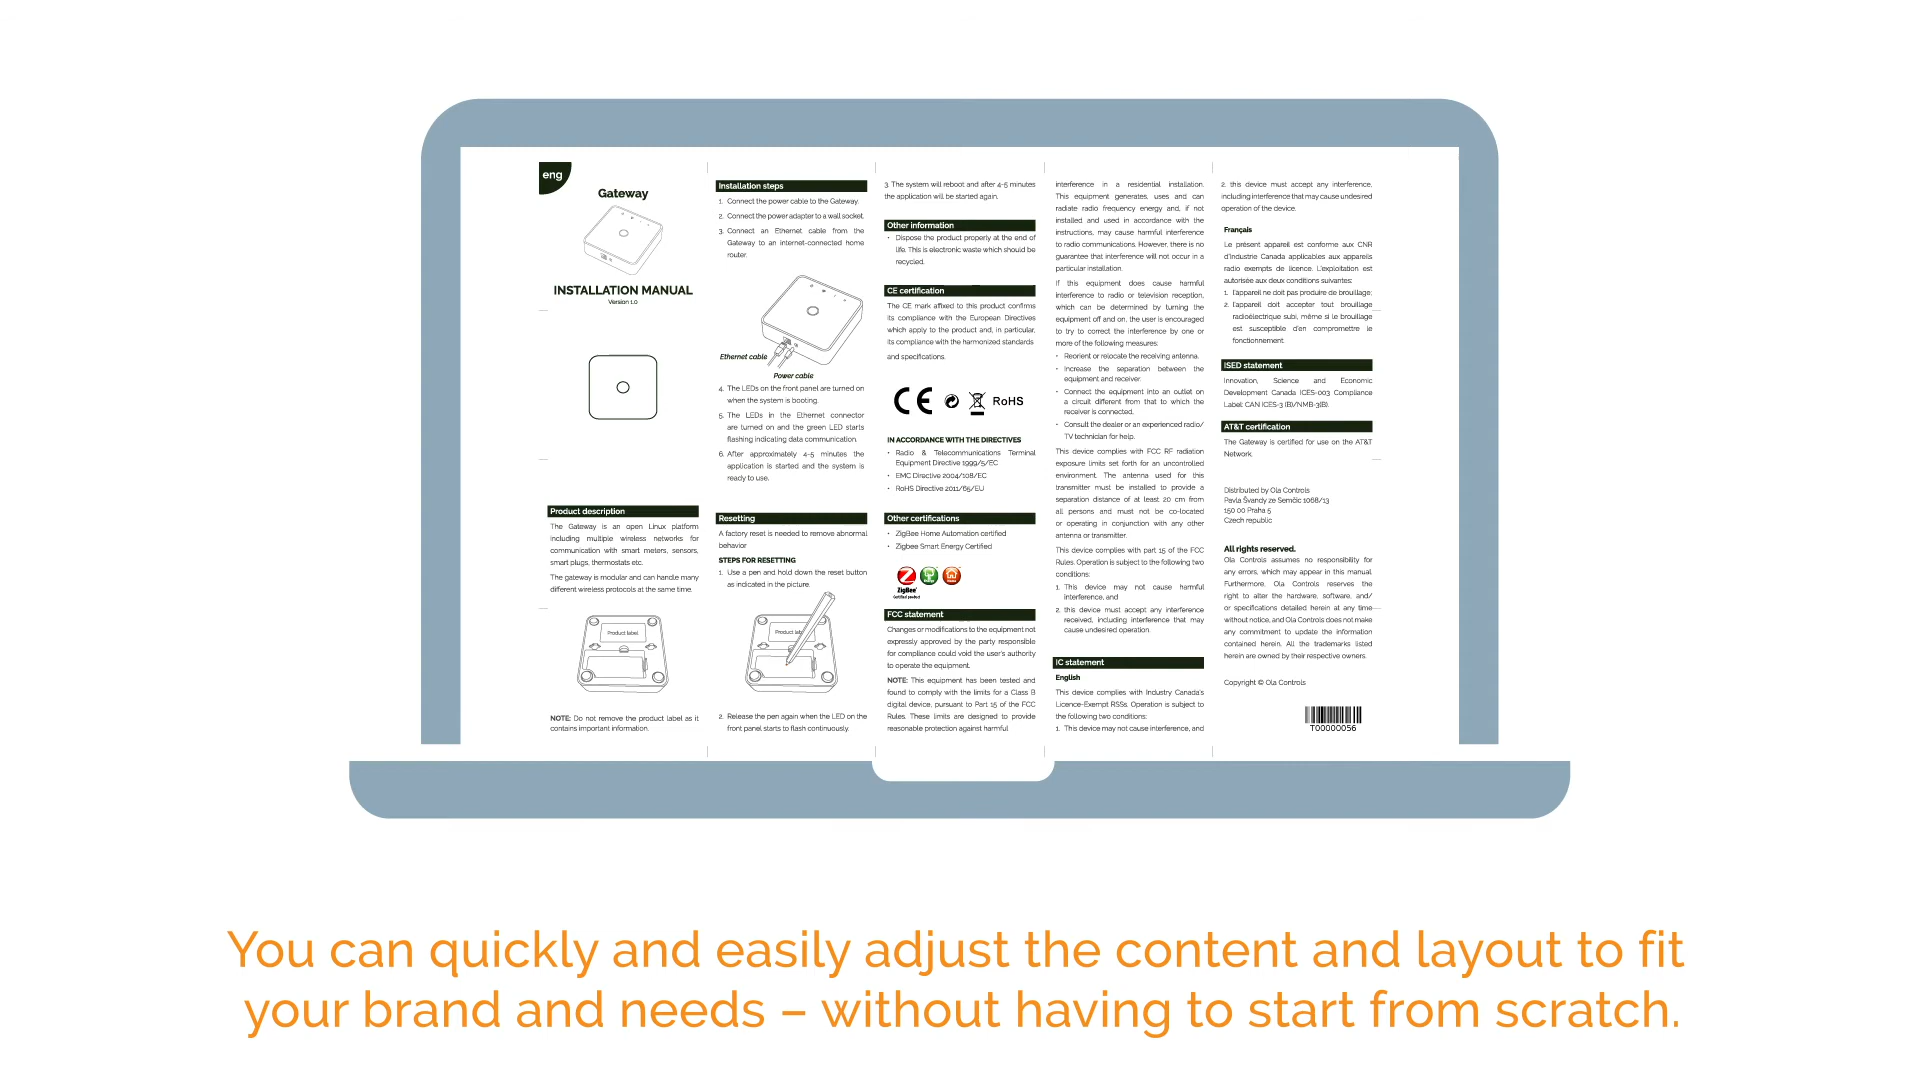 eng
Gateway
INSTALLATION MANUAL
Version 1.0
Product description
The Gateway is an open Linux platform
including multiple wireless networks for
communication with smart meters, sensors,
smart plugs, thermostats etc.
The gateway is modular and can handle many
different wireless protocols at the same time.
Product label
NOTE: Do not remove the product label as it
contains important information.
Installation steps
1. Connect the power cable to the Gateway.
2. Connect the power adapter to a wall socket.
3. Connect an Ethernet cable from the
Gateway to an internet-connected home
router.
Ethernet cable
Power cable
4. The LEDs on the front panel are turned on
when the system is booting.
5. The LEDs in the Ethernet connector
are turned on and the green LED starts
flashing indicating data communication.
6. After approximately 4-5 minutes the
application is started and the system is
ready to use.
Resetting
A factory reset is needed to remove abnormal
behavior
STEPS FOR RESETTING
1. Use a pen and hold down the reset button
as indicated in the picture.
Product lab
2. Release the pen again when the LED on the
front panel starts to flash continuously.
3. The system will reboot and after 4-5 minutes
the application will be started again.
Other information
• Dispose the product properly at the end of
life. This is electronic waste which should be
recycled.
CE certification
The CE mark affixed to this product confirms
its compliance with the European Directives
which apply to the product and, in particular,
its compliance with the harmonized standards
and specifications.
CE RoHS
IN ACCORDANCE WITH THE DIRECTIVES
• Radio & Telecommunications Terminal
Equipment Directive 1999/5/EC
• EMC Directive 2004/108/EC
• RoHS Directive 2011/65/EU
Other certifications
• ZigBee Home Automation certified
• Zigbee Smart Energy Certified
ZigBee
Certified product
FCC statement
Changes or modifications to the equipment not
expressly approved by the party responsible
for compliance could void the user's authority
to operate the equipment.
NOTE: This equipment has been tested and
found to comply with the limits for a Class B
digital device, pursuant to Part 15 of the FCC
Rules. These limits are designed to provide
reasonable protection against harmful
interference in a residential installation.
This equipment generates, uses and can
radiate radio frequency energy and, if not
installed and used in accordance with the
instructions, may cause harmful interference
to radio communications. However, there is no
guarantee that interference will not occur in a
particular installation.
If this equipment does cause harmful
interference to radio or television reception,
which can be determined by turning the
equipment off and on, the user is encouraged
to try to correct the interference by one or
more of the following measures:
• Reorient or relocate the receiving antenna.
• Increase the separation between the
equipment and receiver.
• Connect the equipment into an outlet on
a circuit different from that to which the
receiver is connected.
• Consult the dealer or an experienced radio/
TV technician for help.
This device complies with FCC RF radiation
exposure limits set forth for an uncontrolled
environment. The antenna used for this
transmitter must be installed to provide a
separation distance of at least 20 cm from
all persons and must not be co-located
or operating in conjunction with any other
antenna or transmitter.
This device complies with part 15 of the FCC
Rules. Operation is subject to the following two
conditions:
1. This device may not cause harmful
interference, and
2. this device must accept any interference
received, including interference that may
cause undesired operation.
IC statement
English
This device complies with Industry Canada's
Licence-Exempt RSSs. Operation is subject to
the following two conditions:
1. This device may not cause interference, and
2. this device must accept any interference,
including interference that may cause undesired
operation of the device.
Français
Le présent appareil est conforme aux CNR
d'Industrie Canada applicables aux appareils
radio exempts de licence. L'exploitation est
autorisée aux deux conditions suivantes:
1. l'appareil ne doit pas produire de brouillage;
2. l'appareil doit accepter tout brouillage
radioélectrique subi, même si le brouillage
est susceptible d'en compromettre le
fonctionnement.
ISED statement
Innovation, Science and Economic
Development Canada ICES-003 Compliance
Label: CAN ICES-3 (B)/NMB-3(B).
AT&T certification
The Gateway is certified for use on the AT&T
Network.
Distributed by Ola Controls
Pavla Švandy ze Semčic 1068/13
150 00 Praha 5
Czech republic
All rights reserved.
Ola Controls assumes no responsibility for
any errors, which may appear in this manual.
Furthermore, Ola Controls reserves the
right to alter the hardware, software, and/
or specifications detailed herein at any time
without notice, and Ola Controls does not make
any commitment to update the information
contained herein. All the trademarks listed
herein are owned by their respective owners.
Copyright © Ola Controls
T00000056
You can quickly and easily adjust the content and layout to fit
your brand and needs – without having to start from scratch.